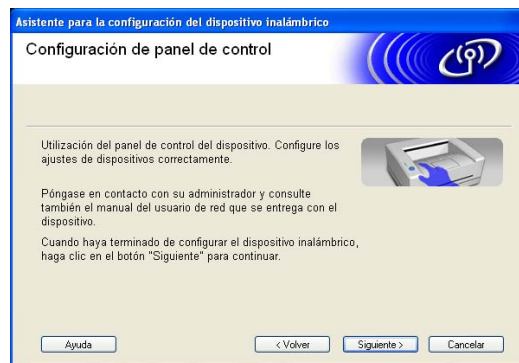 Asistente para la configuración del dispositivo inalámbrico
Configuración de panel de control
Utilización del panel de control del dispositivo. Configure los
ajustes de dispositivos correctamente.
Póngase en contacto con su administrador y consulte
también el manual del usuario de red que se entrega con el
dispositivo.
Cuando haya terminado de configurar el dispositivo inalámbrico,
haga clic en el botón "Siguiente" para continuar.
Ayuda
< Volver
Siguiente >
Cancelar